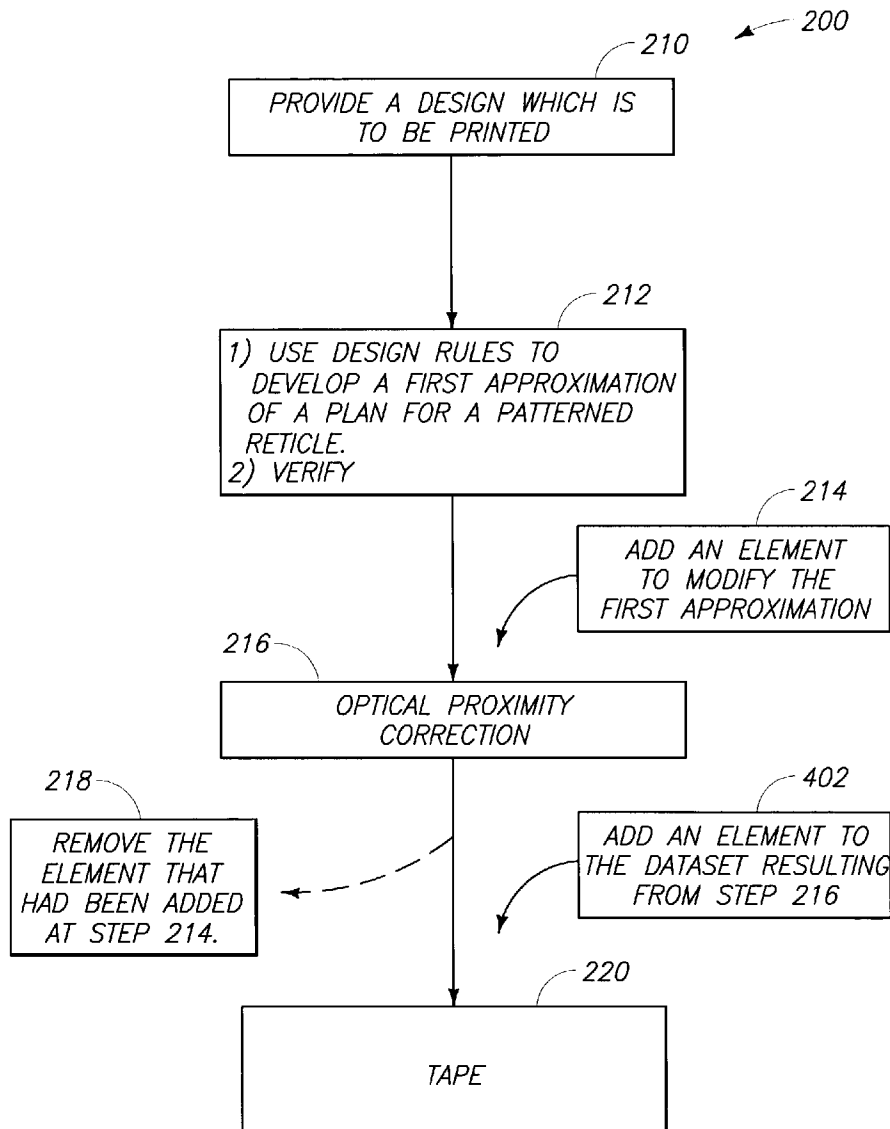 200
210
PROVIDE A DESIGN WHICH IS
TO BE PRINTED
212
1) USE DESIGN RULES TO
DEVELOP A FIRST APPROXIMATION
OF A PLAN FOR A PATTERNED
RETICLE.
2) VERIFY
214
ADD AN ELEMENT
TO MODIFY THE
FIRST APPROXIMATION
216
OPTICAL PROXIMITY
CORRECTION
218
REMOVE THE
ELEMENT THAT
HAD BEEN ADDED
AT STEP 214.
402
ADD AN ELEMENT TO
THE DATASET RESULTING
FROM STEP 216
220
TAPE